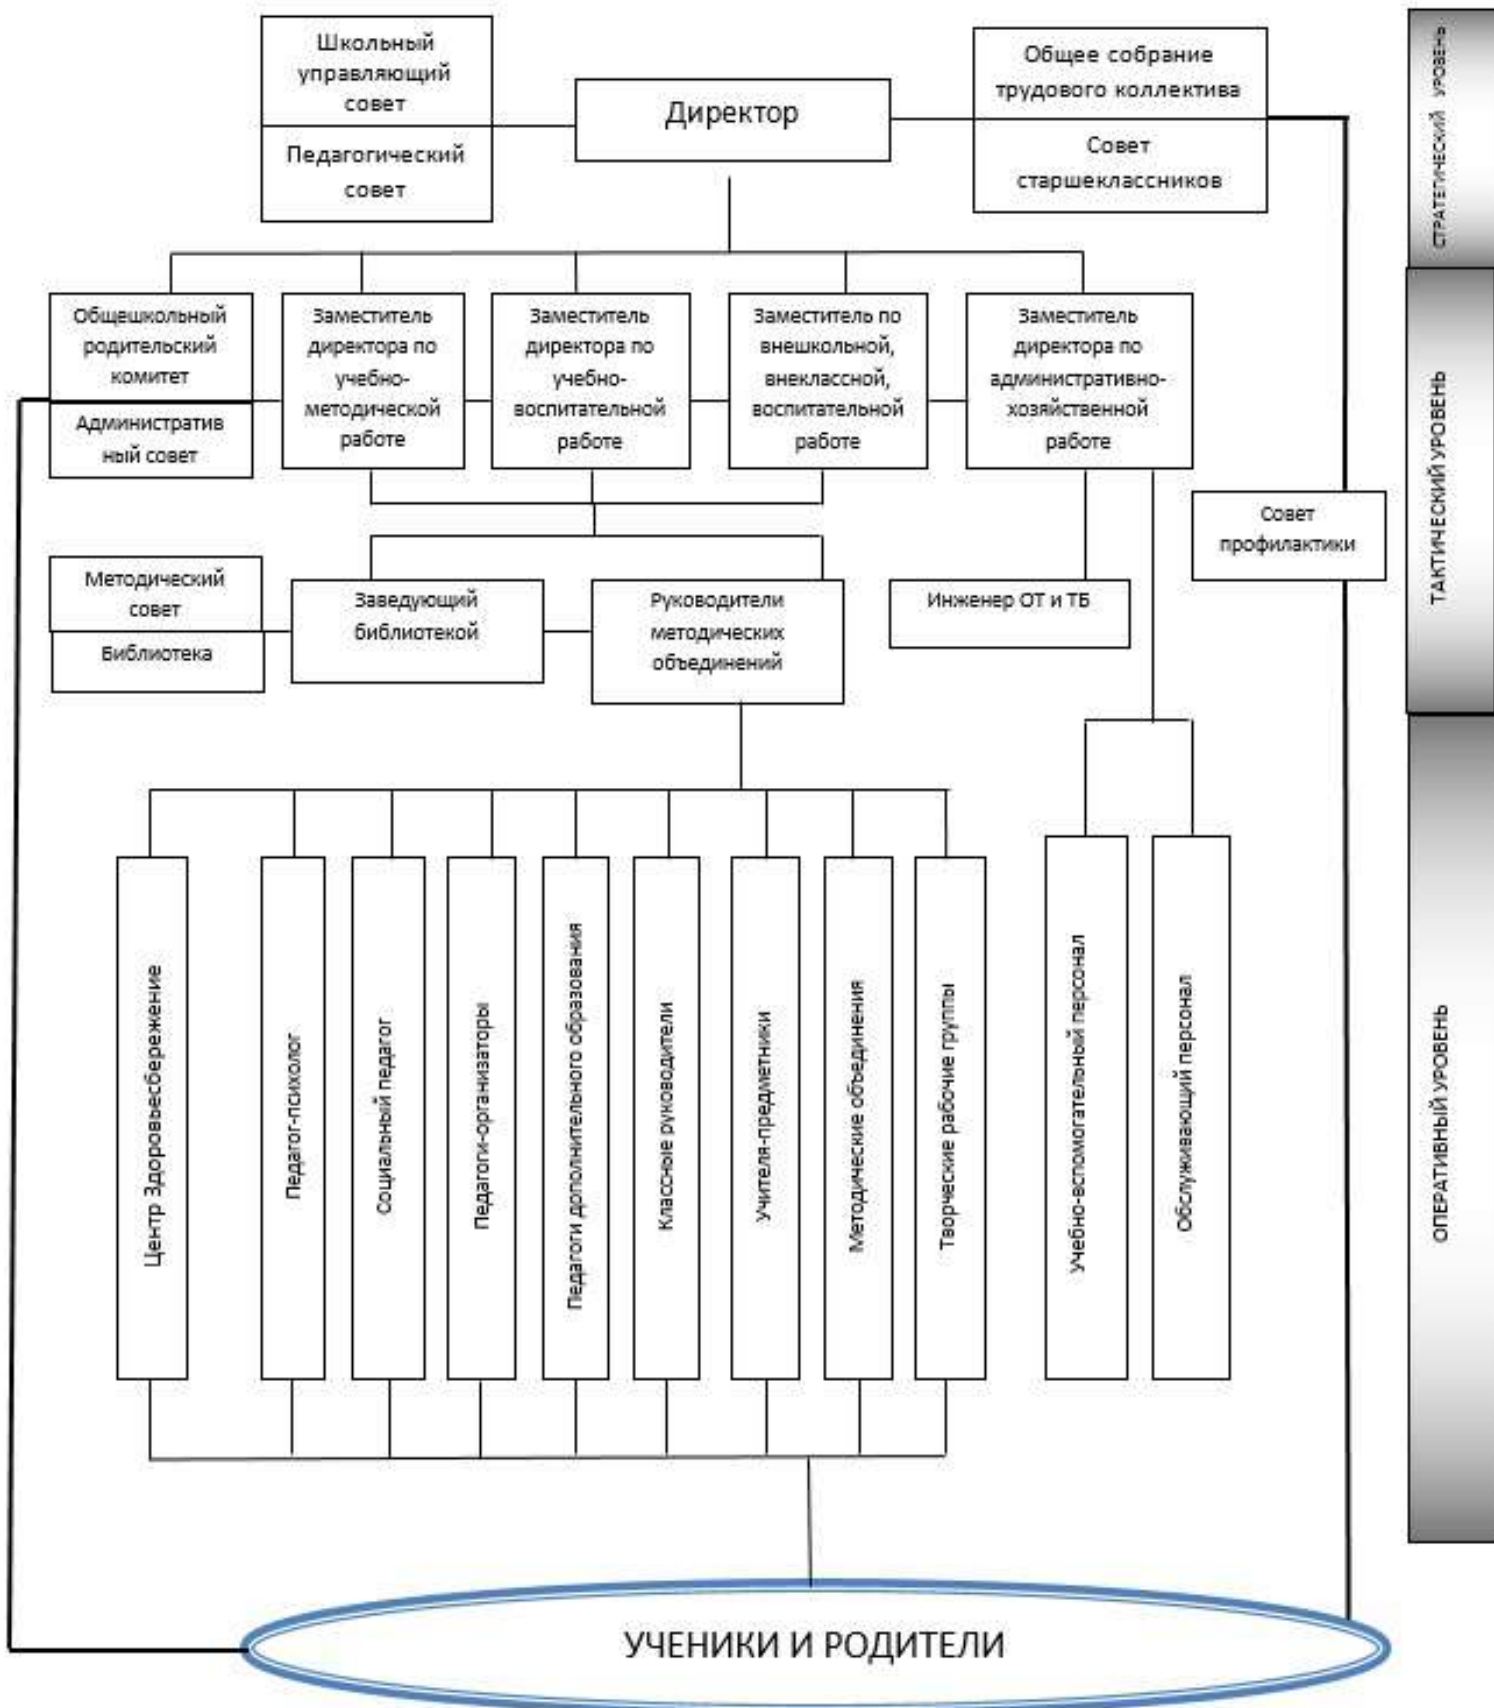 Школьный
управляющий
совет
Педагогический
совет
Директор
Общее собрание
трудового коллектива
Совет
старшеклассников
СТРАТЕГИЧЕСКИЙ УРОВЕНЬ
Общешкольный
родительский
комитет
Административ
ный совет
Заместитель
директора по
учебно-
методической
работе
Заместитель
директора по
учебно-
воспитательной
работе
Заместитель по
внешкольной,
внеклассной,
воспитательной
работе
Заместитель
директора по
административно-
хозяйственной
работе
Совет
профилактики
ТАКТИЧЕСКИЙ УРОВЕНЬ
Методический
совет
Библиотека
Заведующий
библиотекой
Руководители
методических
объединений
Инженер ОТ и ТБ
Центр Здоровьесбережение
Педагог-психолог
Социальный педагог
Педагоги-организаторы
Педагоги дополнительного образования
Классные руководители
Учителя-предметники
Методические объединения
Творческие рабочие группы
Учебно-вспомогательный персонал
Обслуживающий персонал
ОПЕРАТИВНЫЙ УРОВЕНЬ
УЧЕНИКИ И РОДИТЕЛИ